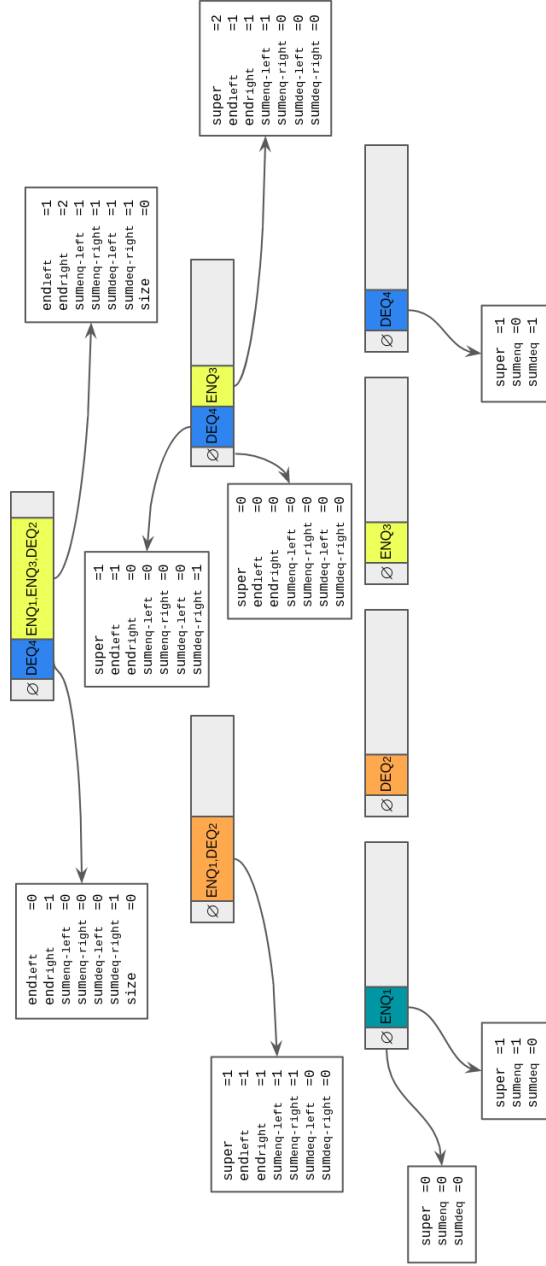 Ø DEQ4 ENQ1,ENQ3,DEQ2
endleft =0
endright =1
sumenq-left =0
sumenq-right =0
sumdeq-left =0
sumdeq-right =1
size =0
endleft =1
endright =2
sumenq-left =1
sumenq-right =1
sumdeq-left =1
sumdeq-right =1
size =0
super =1
endleft =1
endright =0
sumenq-left =0
sumenq-right =0
sumdeq-left =0
sumdeq-right =1
Ø ENQ1,DEQ2
Ø DEQ4 ENQ3
super =1
endleft =1
endright =1
sumenq-left =1
sumenq-right =1
sumdeq-left =0
sumdeq-right =0
super =0
endleft =0
endright =0
sumenq-left =0
sumenq-right =0
sumdeq-left =0
sumdeq-right =0
super =2
endleft =1
endright =1
sumenq-left =1
sumenq-right =0
sumdeq-left =0
sumdeq-right =0
Ø ENQ1
Ø DEQ2
Ø ENQ3
Ø DEQ4
super =0
sumenq =0
sumdeq =0
super =1
sumenq =1
sumdeq =0
super =1
sumenq =0
sumdeq =1